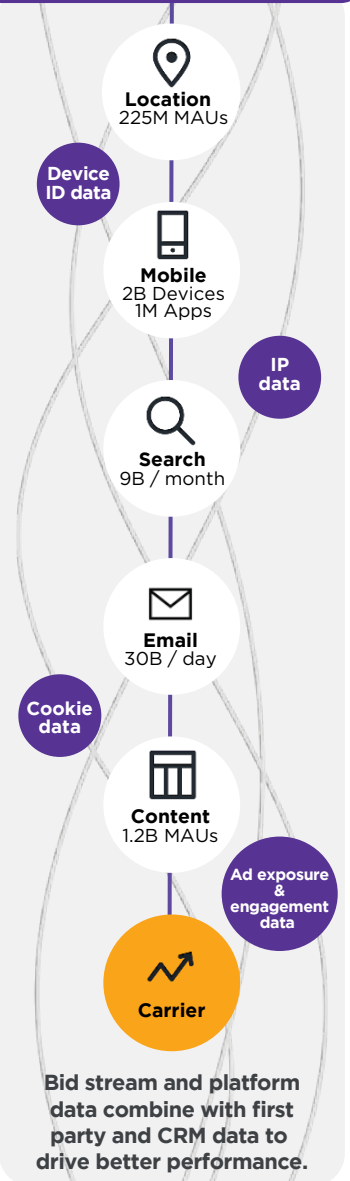 Location
225M MAUs
Device
ID data
Mobile
2B Devices
1M Apps
IP
data
Search
9B / month
Email
30B / day
Cookie
data
Content
1.2B MAUs
Ad exposure
&
engagement
data
Carrier
Bid stream and platform
data combine with first
party and CRM data to
drive better performance.